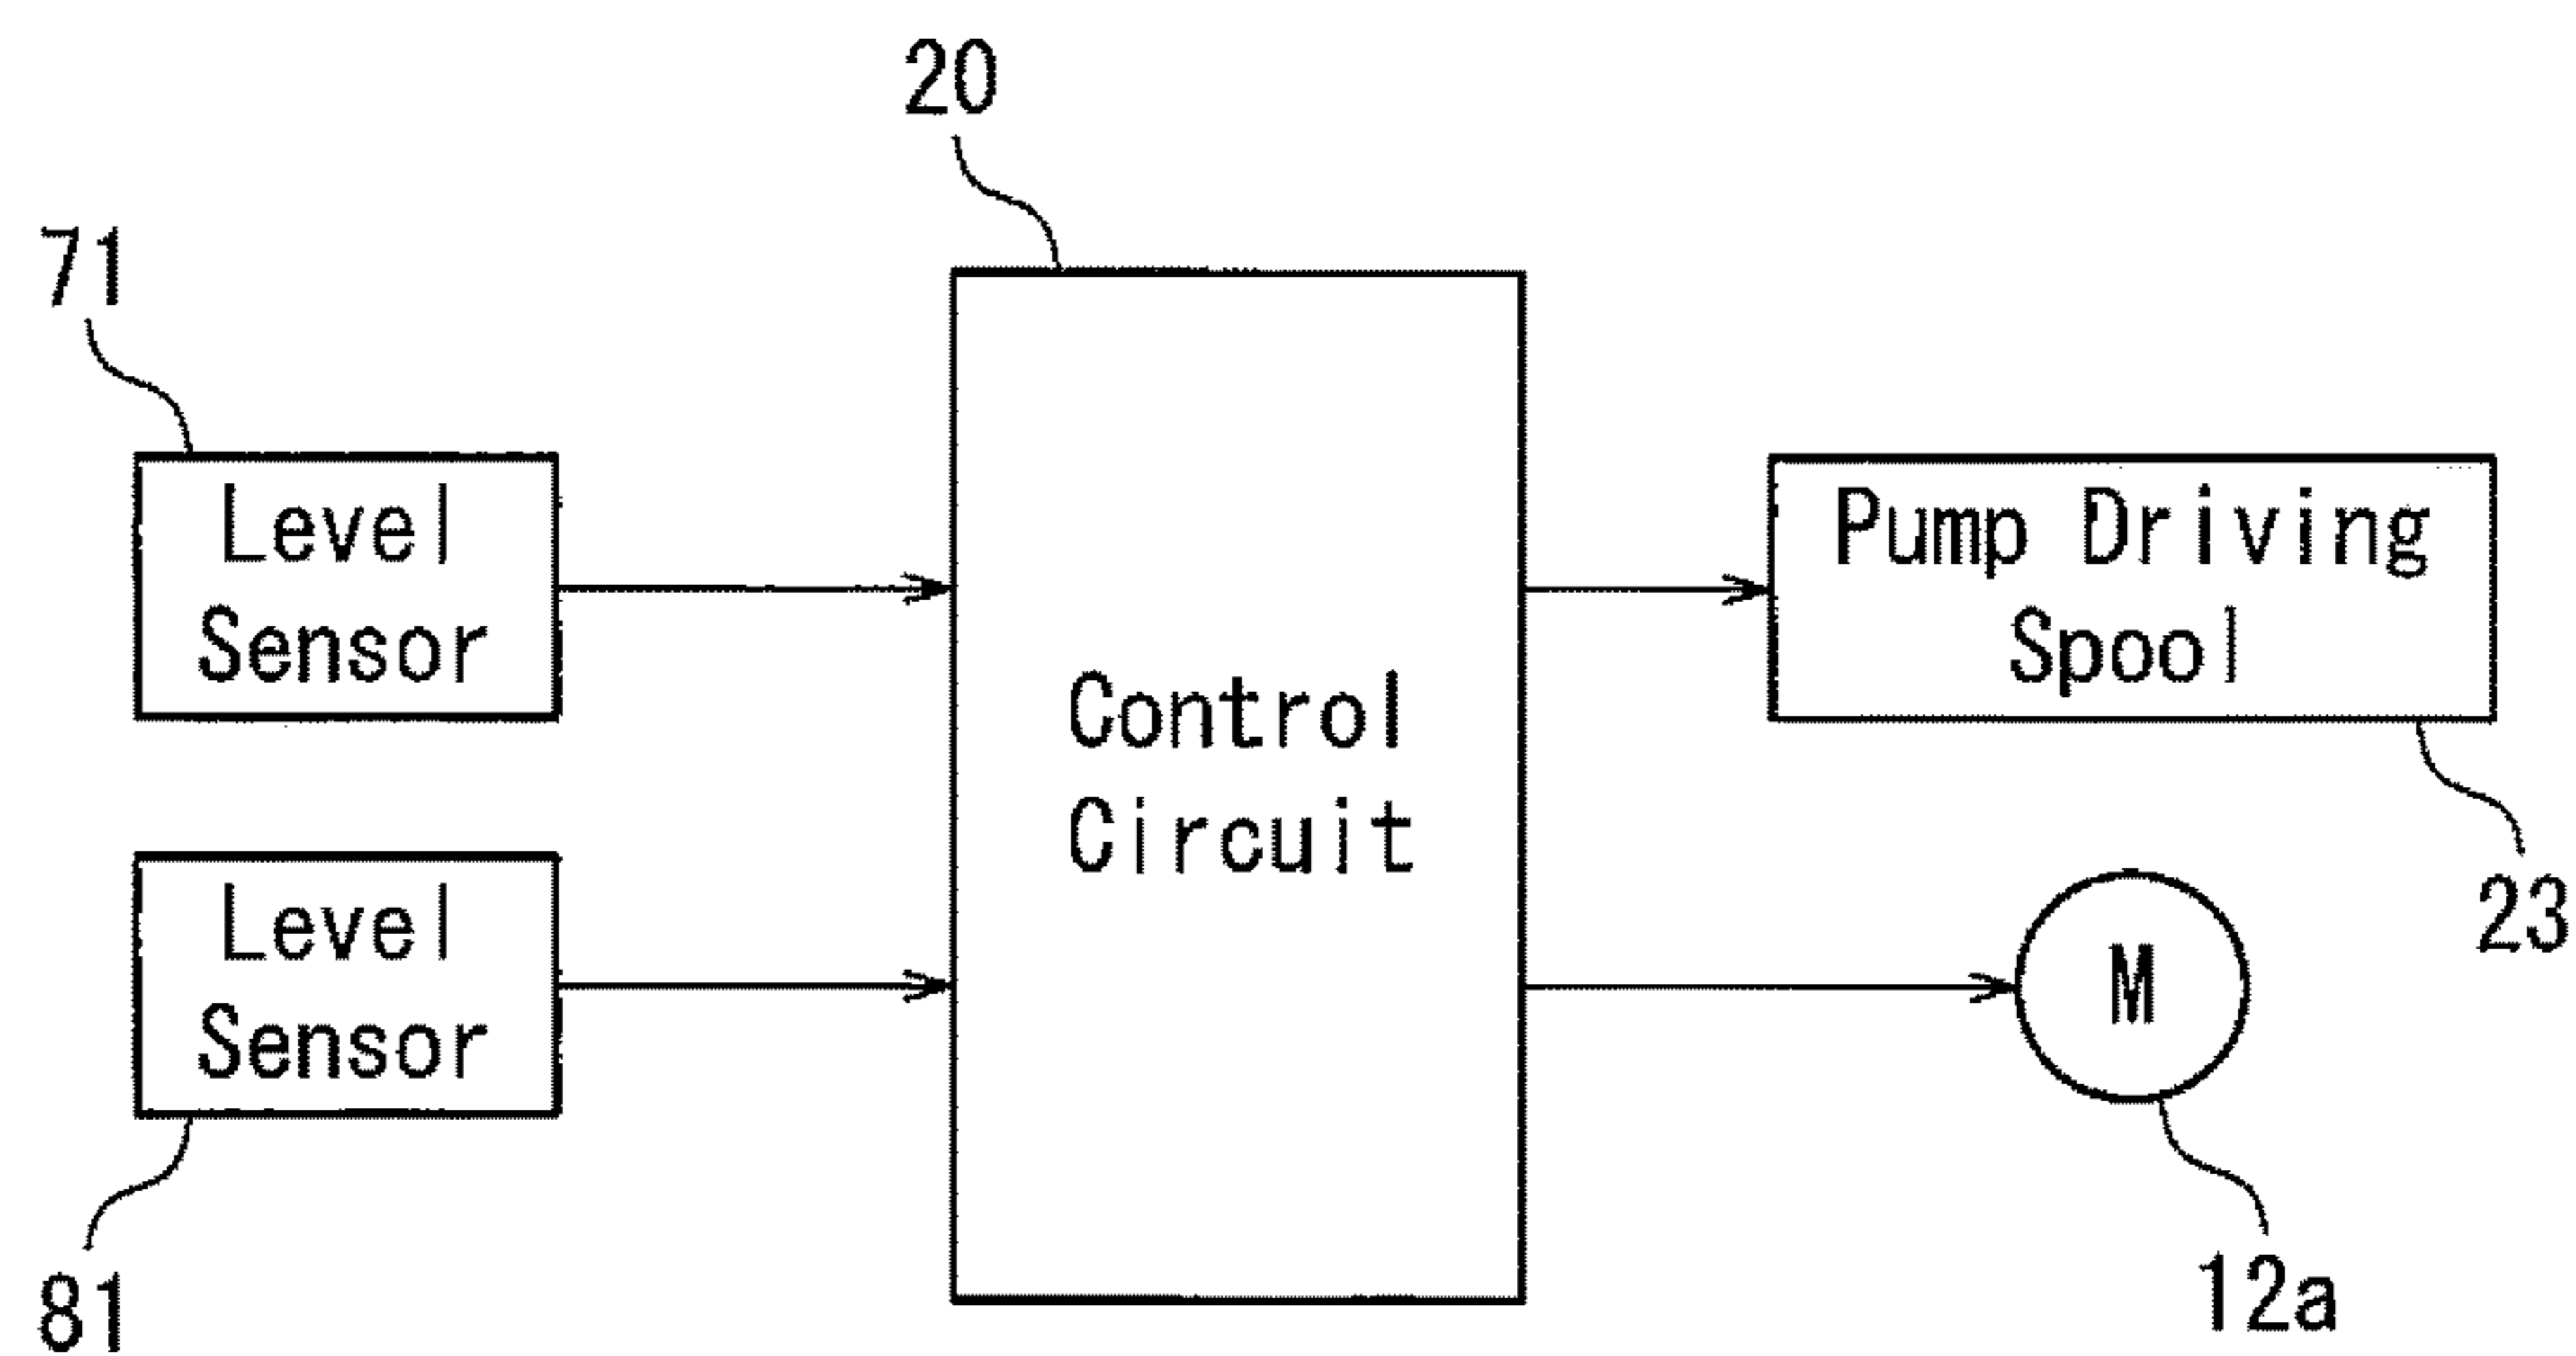 20
71
Level
Sensor
Control
Circuit
Pump Driving
Spool
23
Level
Sensor
81
M
12a